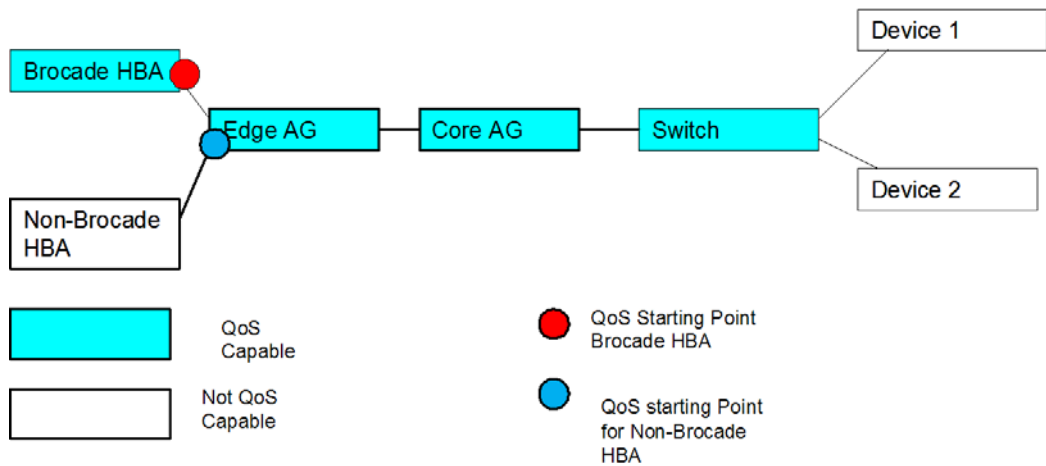 Device 1
Brocade HBA
Edge AG
Core AG
Switch
Device 2
Non-Brocade
HBA
QoS
Capable
QoS Starting Point
Brocade HBA
Not QoS
Capable
QoS starting Point
for Non-Brocade
HBA